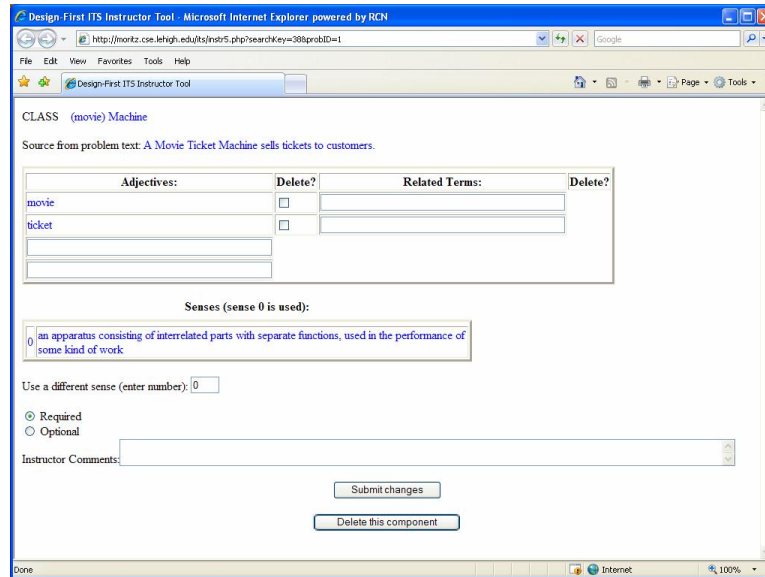 Design-First ITS Instructor Tool - Microsoft Internet Explorer powered by RCN
http://moritz.cse.lehigh.edu/its/instr5.php?searchKey=38&probID=1
Google
File Edit View Favorites Tools Help
Design-First ITS Instructor Tool
Page Tools
CLASS (movie) Machine
Source from problem text: A Movie Ticket Machine sells tickets to customers.
Adjectives: Delete? Related Terms: Delete?
movie
ticket
Senses (sense 0 is used):
0 an apparatus consisting of interrelated parts with separate functions, used in the performance of
some kind of work
Use a different sense (enter number): 0
Required
Optional
Instructor Comments:
Submit changes
Delete this component
Done Internet 100%